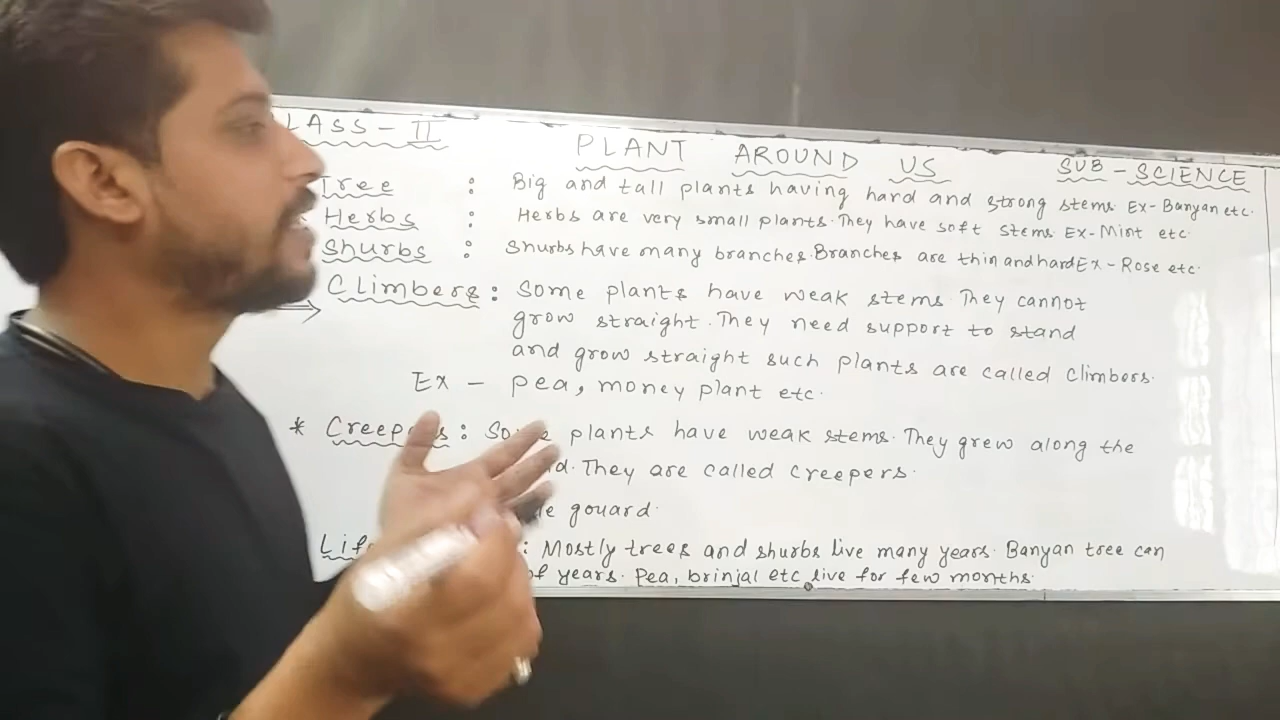 LASS - II PLANT AROUND US SUB - SCIENCE
Tree : Big and tall plants having hard and strong stems Ex- Banyan etc.
Herbs : Herbs are very small plants. They have soft stems Ex- Mint etc.
Shurbs : Shurbs have many branches. Branches are thin and hard Ex - Rose etc.
Climbers : Some plants have weak stems. They cannot
grow straight. They need support to stand
and grow straight such plants are called climbers.
Ex - pea, money plant etc.
* Creepers : Some plants have weak stems. They grew along the
They are called creepers.
gourd.
: Mostly trees and shurbs live many years. Banyan tree can
of years. Pea, brinjal etc live for few months.